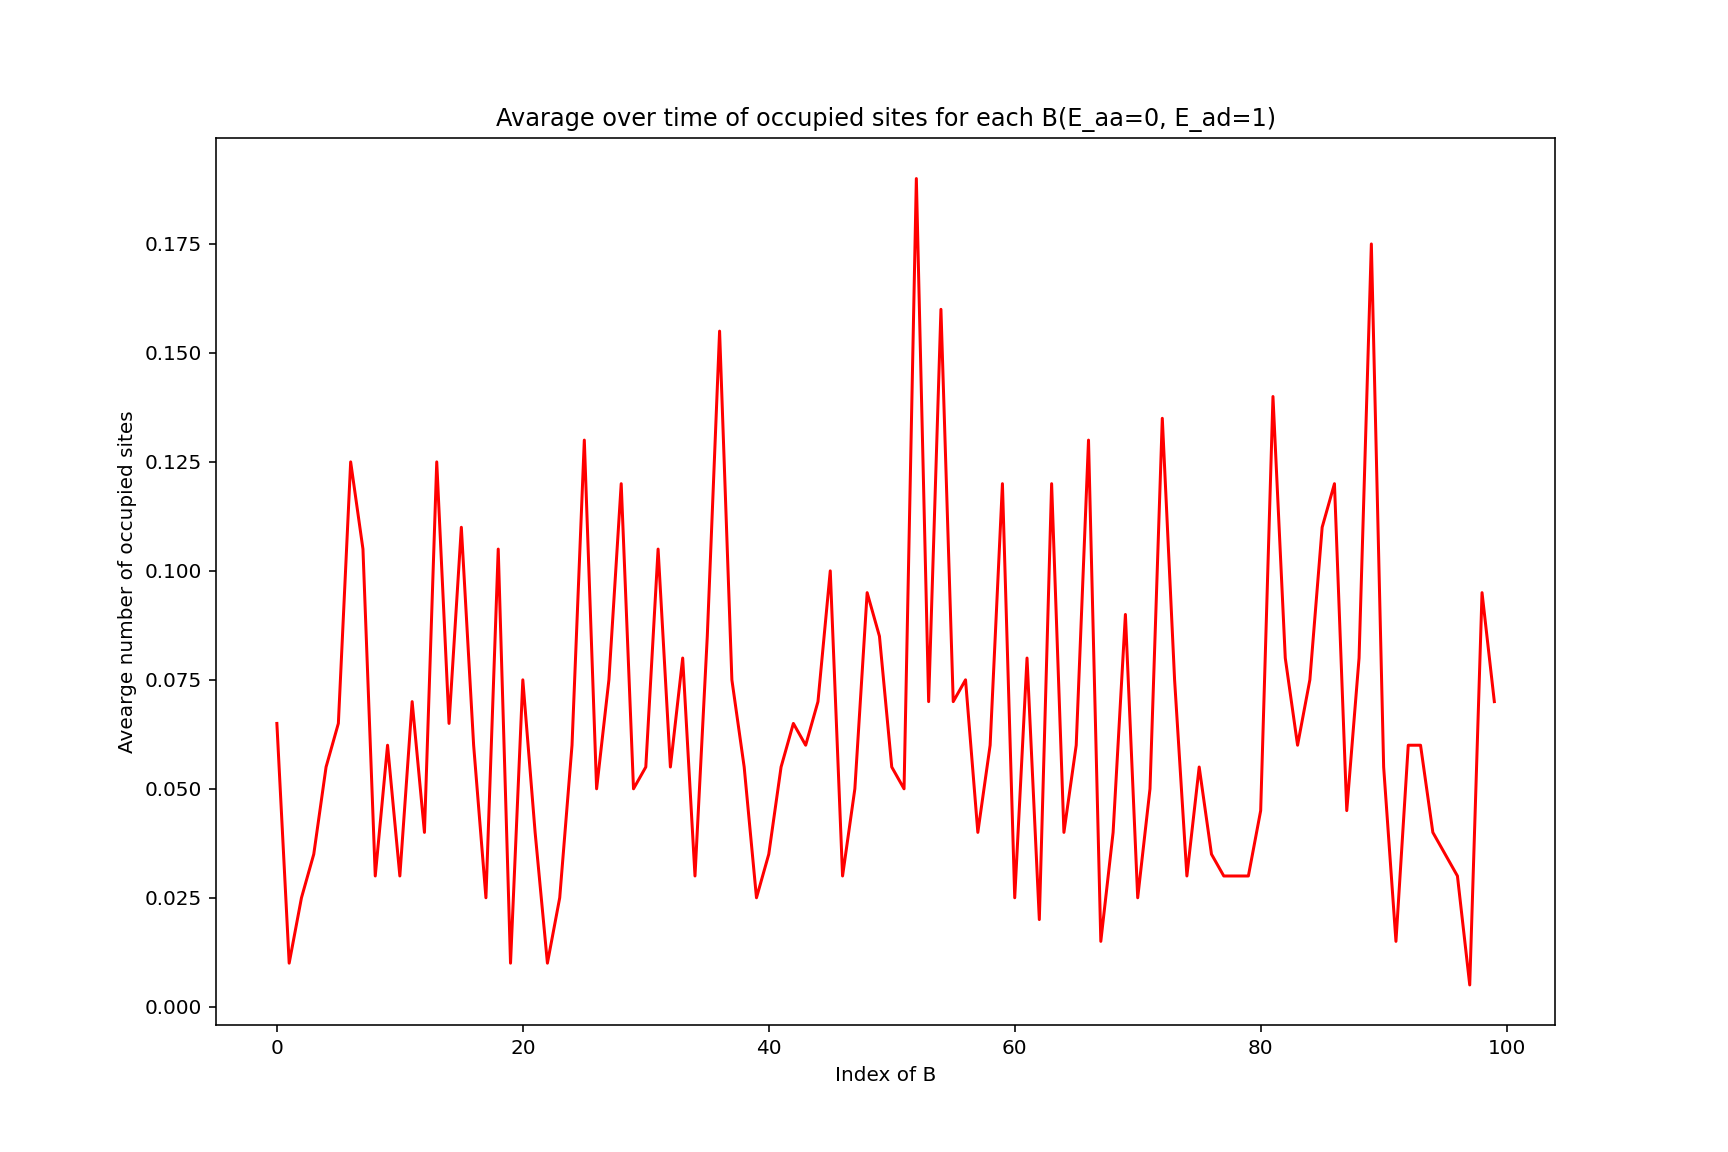 Avarage over time of occupied sites for each B(E_aa=0, E_ad=1)
Avearge number of occupied sites
0.175
0.150
0.125
0.100
0.075
0.050
0.025
0.000
0 20 40 60 80 100
Index of B